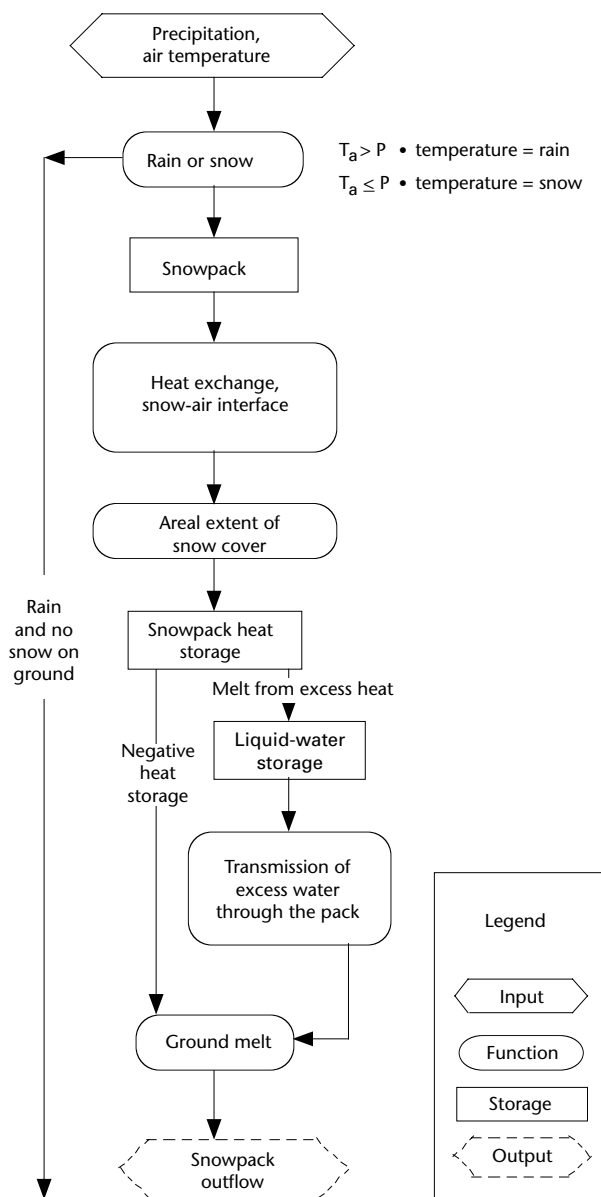 Precipitation,
air temperature
Rain or snow
T_a > P • temperature = rain
T_a ≤ P • temperature = snow
Snowpack
Heat exchange,
snow-air interface
Areal extent of
snow cover
Rain
and no
snow on
ground
Snowpack heat
storage
Melt from excess heat
Negative
heat
storage
Liquid-water
storage
Transmission of
excess water
through the pack
Ground melt
Snowpack
outflow
Legend
Input
Function
Storage
Output